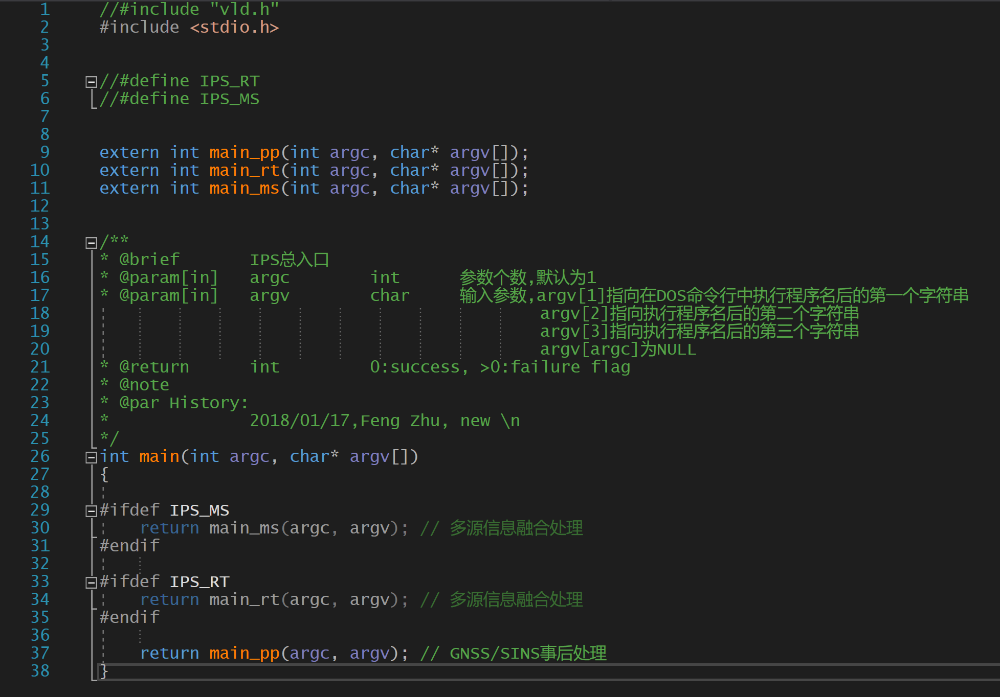 1 //#include "vld.h"
2 #include <stdio.h>
3
4
5 //#define IPS_RT
6 //#define IPS_MS
7
8
9 extern int main_pp(int argc, char* argv[]);
10 extern int main_rt(int argc, char* argv[]);
11 extern int main_ms(int argc, char* argv[]);
12
13
14 /**
15 * @brief IPS总入口
16 * @param[in] argc int 参数个数,默认为1
17 * @param[in] argv char 输入参数,argv[1]指向在DOS命令行中执行程序名后的第一个字符串
18 argv[2]指向执行程序名后的第二个字符串
19 argv[3]指向执行程序名后的第三个字符串
20 argv[argc]为NULL
21 * @return int 0:success, >0:failure flag
22 * @note
23 * @par History:
24 * 2018/01/17,Feng Zhu, new \n
25 */
26 int main(int argc, char* argv[])
27 {
28
29 #ifdef IPS_MS
30 return main_ms(argc, argv); // 多源信息融合处理
31 #endif
32
33 #ifdef IPS_RT
34 return main_rt(argc, argv); // 多源信息融合处理
35 #endif
36
37 return main_pp(argc, argv); // GNSS/SINS事后处理
38 }